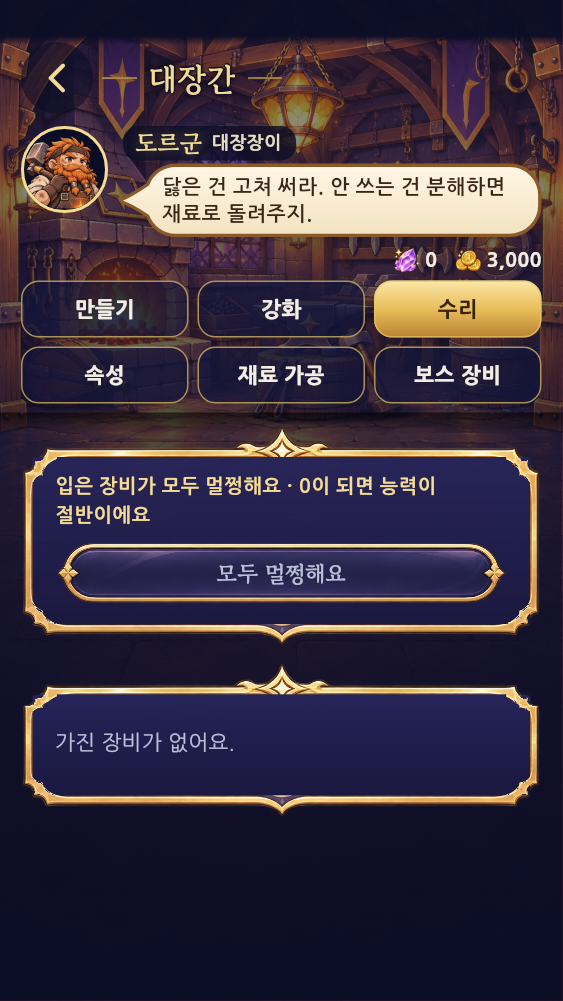 대장간
도르군 대장장이
닳은 건 고쳐 써라. 안 쓰는 건 분해하면
재료로 돌려주지.
0 3,000
만들기 강화 수리
속성 재료 가공 보스 장비
입은 장비가 모두 멀쩡해요 · 0이 되면 능력이
절반이에요
모두 멀쩡해요
가진 장비가 없어요.